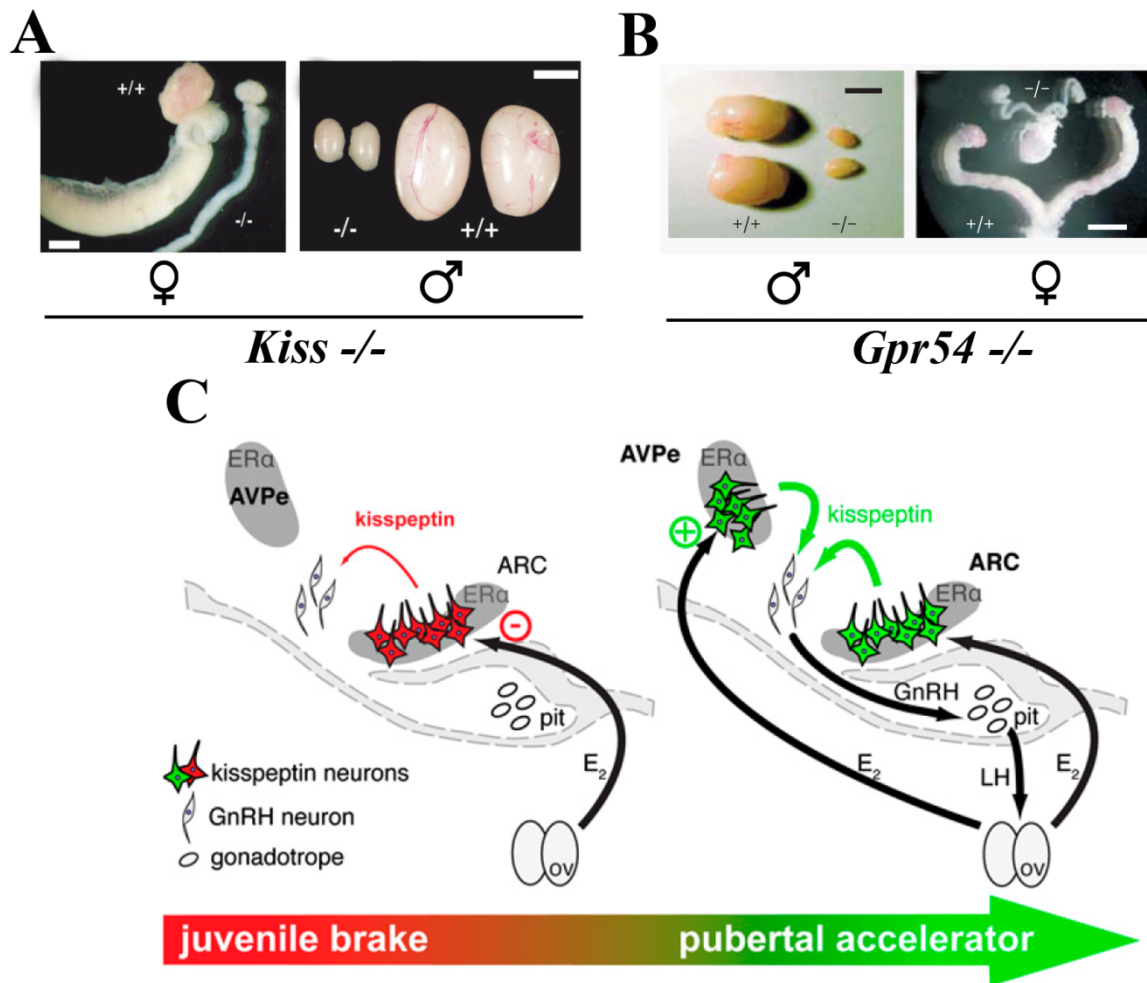 A
+/+
-/-
-/-
+/+
♀
♂
Kiss -/-
B
+/+
-/-
-/-
+/+
♂
♀
Gpr54 -/-
C
ERα
AVPe
kisspeptin
ARC
ERα
-
pit
E2
ov
kisspeptin neurons
GnRH neuron
gonadotrope
AVPe
ERα
+
kisspeptin
ARC
ERα
GnRH
pit
E2
LH
E2
ov
juvenile brake
pubertal accelerator